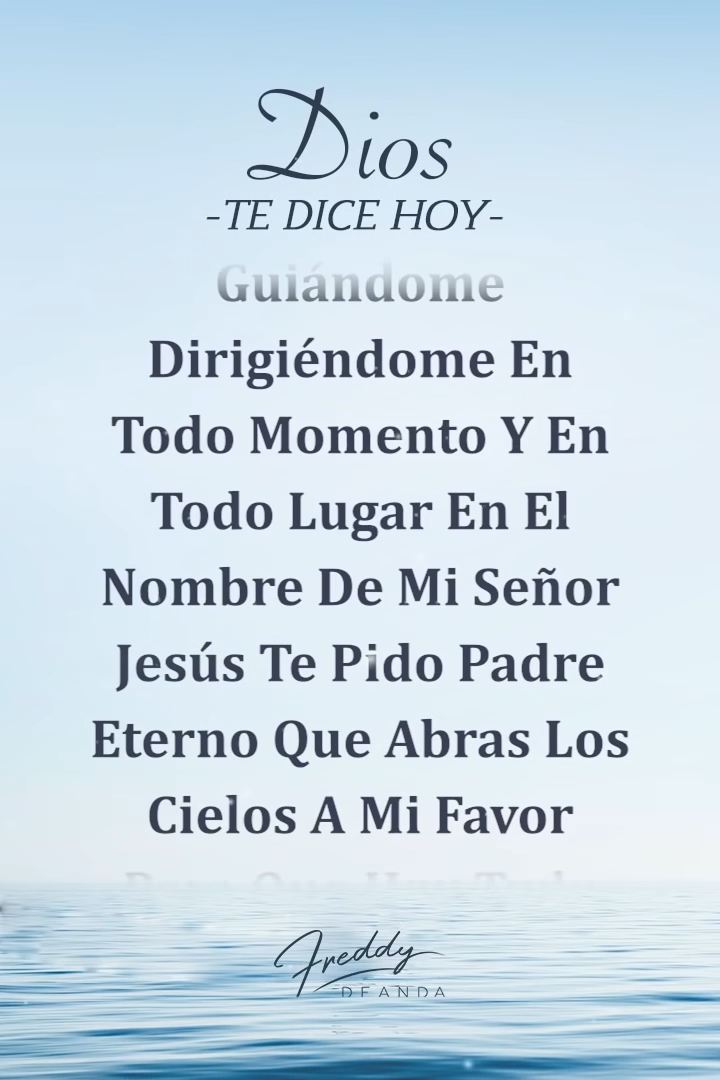 Dios
-TE DICE HOY-
Guiándome
Dirigiéndome En
Todo Momento Y En
Todo Lugar En El
Nombre De Mi Señor
Jesús Te Pido Padre
Eterno Que Abras Los
Cielos A Mi Favor
Freddy
DEANDA